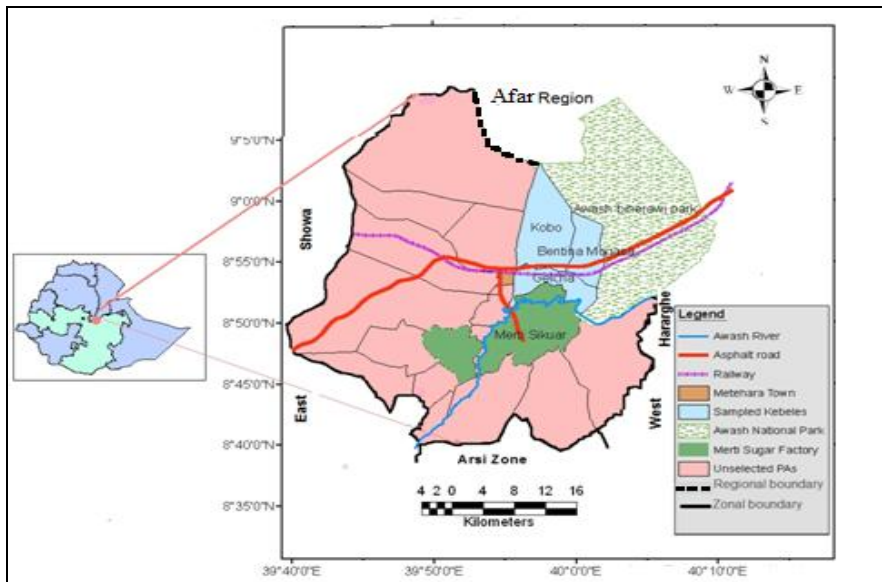 N
W E
S
Afar Region
9°5'0"N
9°0'0"N
8°55'0"N
8°50'0"N
8°45'0"N
8°40'0"N
8°35'0"N
Showa
East
Awash biherawi park
Kobo
Gelcha
Merti Sikuar
Hararghe
West
Arsi Zone
4 2 0 4 8 12 16
Kilometers
Legend
Awash River
Asphalt road
Railway
Metehara Town
Sampled Kebeles
Awash National Park
Merti Sugar Factory
Unselected PAs
Regional boundary
Zonal boundary
39°40'0"E 39°50'0"E 40°0'0"E 40°10'0"E